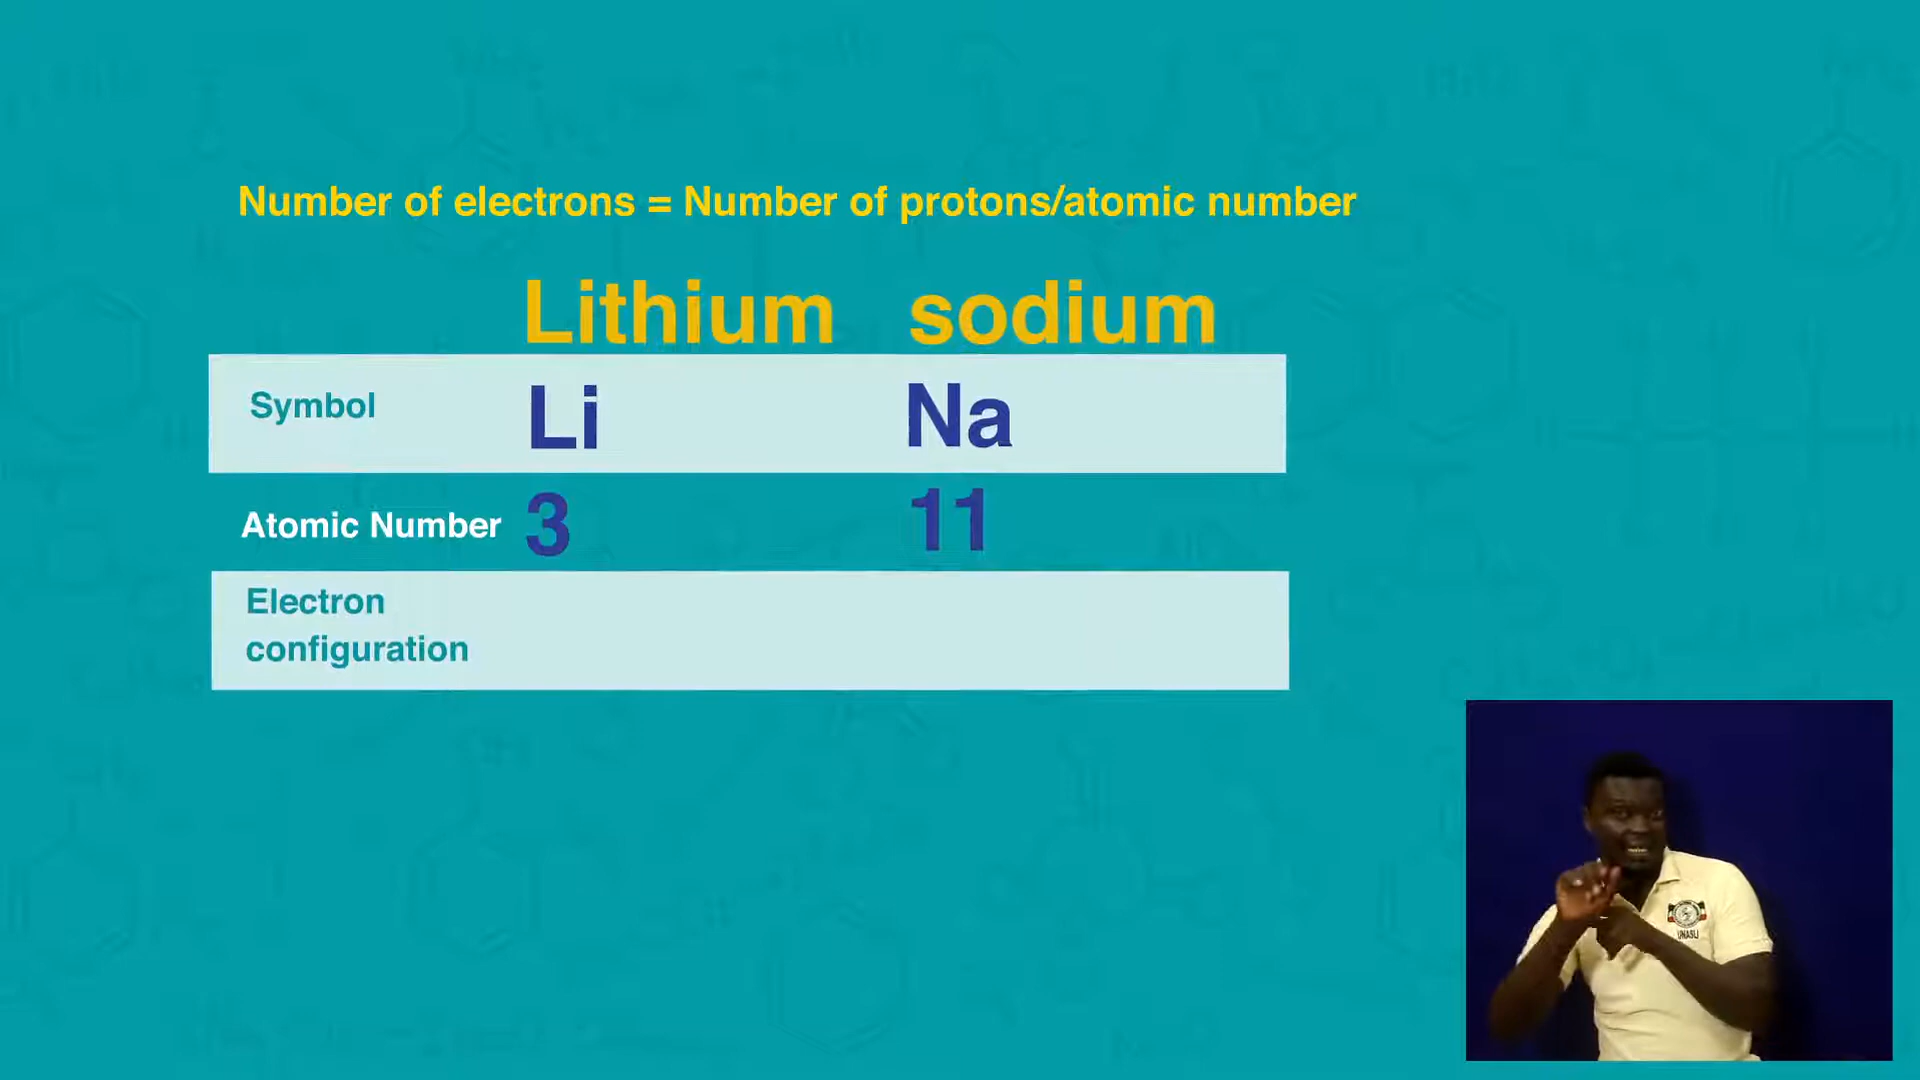 Number of electrons = Number of protons/atomic number
Lithium sodium
Symbol Li Na
Atomic Number 3 11
Electron
configuration
UNASLI